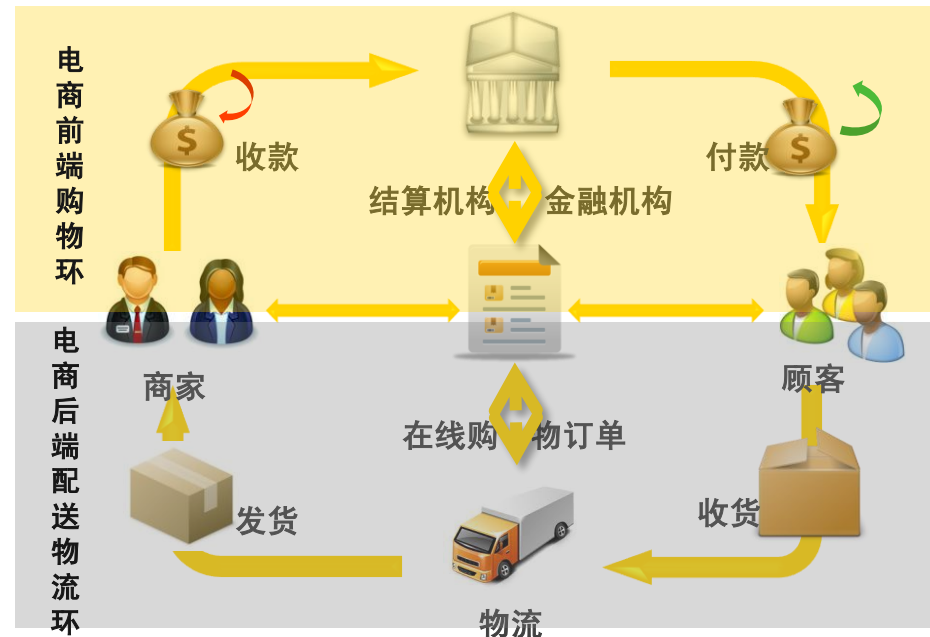 电商前端购物环
收款
付款
结算机构
金融机构
商家
顾客
电商后端配送物流环
在线购物订单
发货
收货
物流
$
$